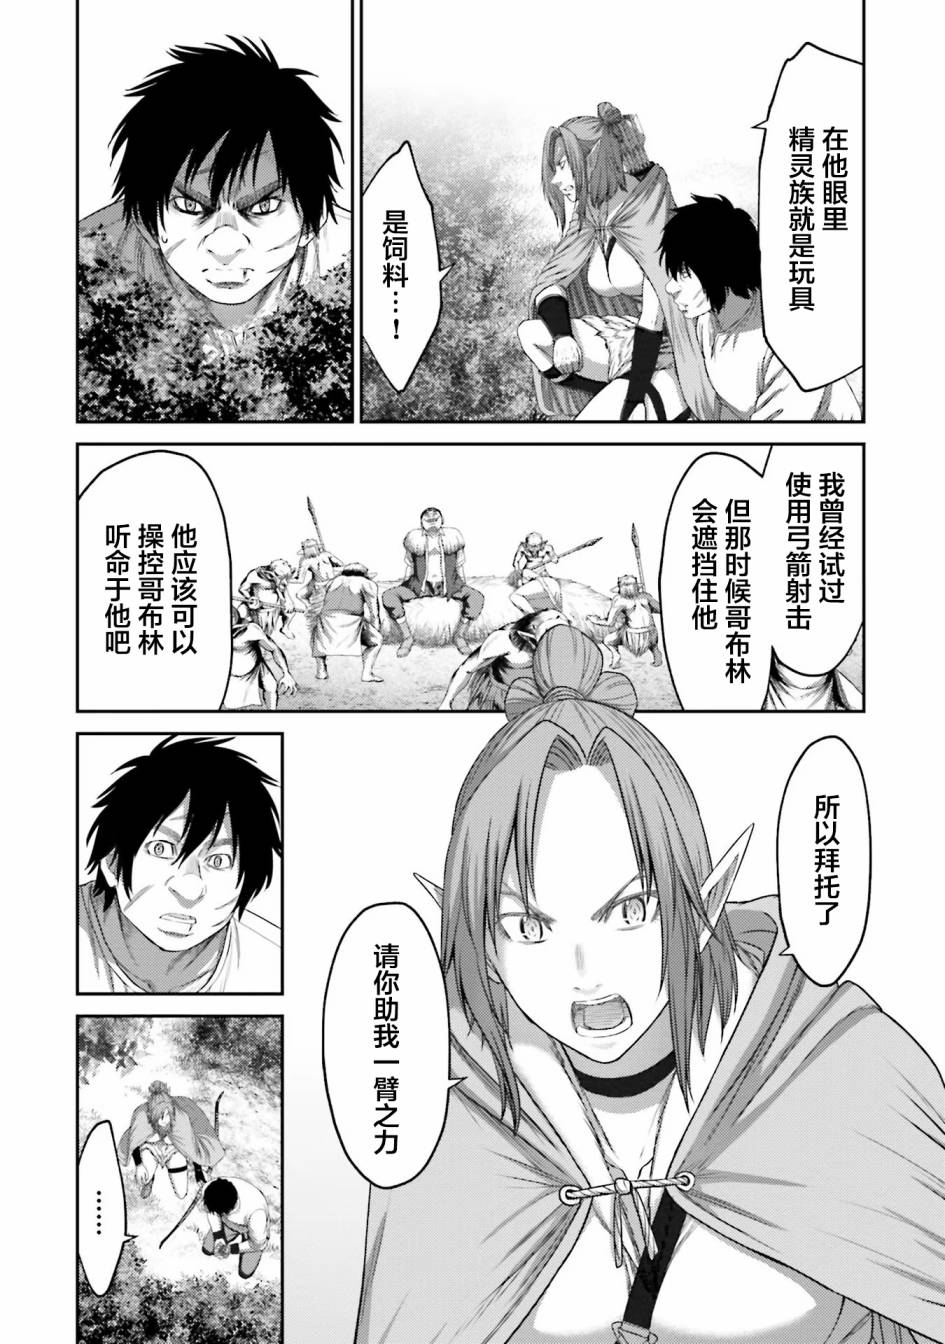 在他眼里
精灵族就是玩具
是饲料…！
我曾经试过
使用弓箭射击
但那时候哥布林
会遮挡住他
他应该可以
操控哥布林
听命于他吧
所以拜托了
请你助我一臂之力
……